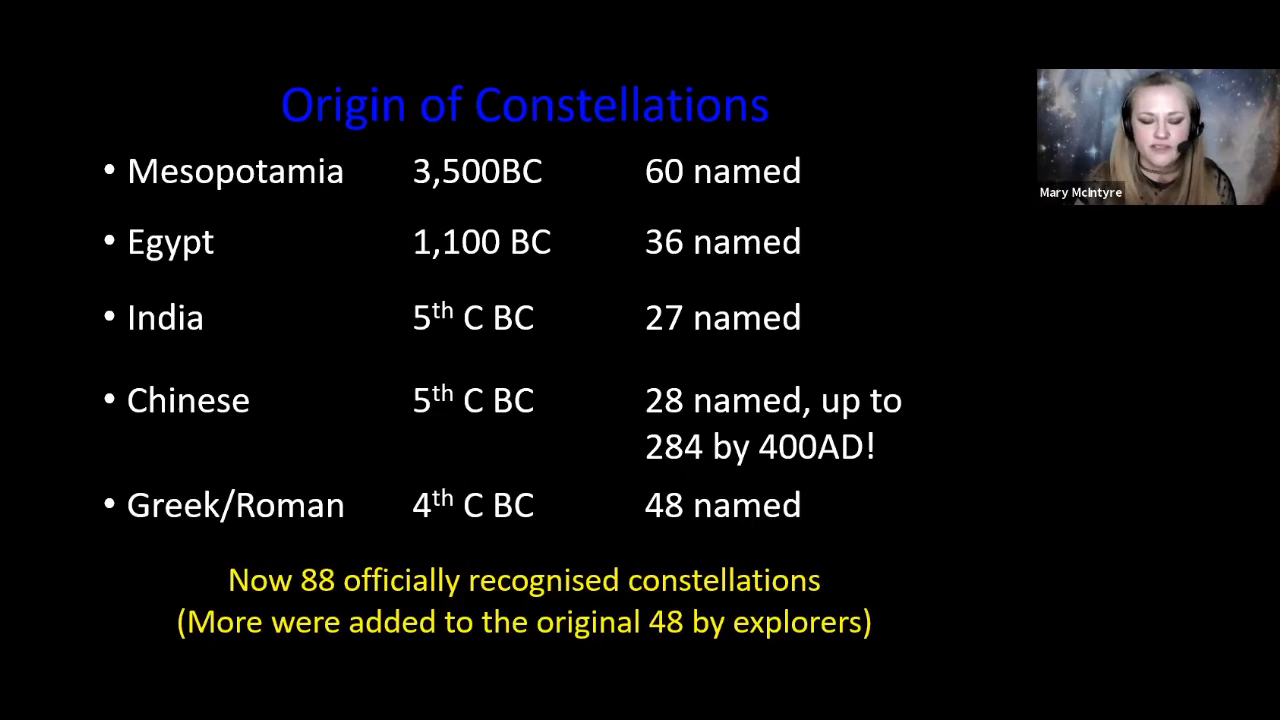 Origin of Constellations
• Mesopotamia 3,500BC 60 named
• Egypt 1,100 BC 36 named
• India 5th C BC 27 named
• Chinese 5th C BC 28 named, up to
284 by 400AD!
• Greek/Roman 4th C BC 48 named
Now 88 officially recognised constellations
(More were added to the original 48 by explorers)
Mary McIntyre